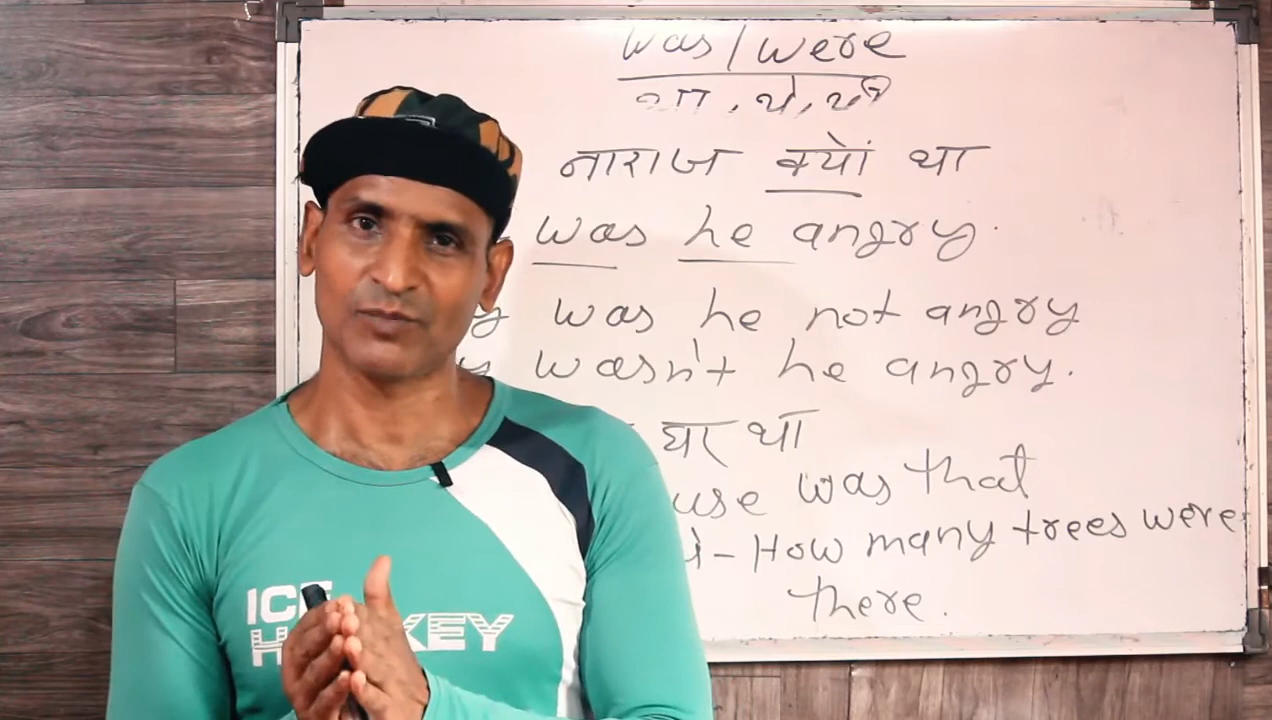 was/were
था, थे, थी
नाराज क्यों था
was he angry.
was he not angry
wasn't he angry.
घर था
use was that
- How many trees were
there.
ICE
HOCKEY